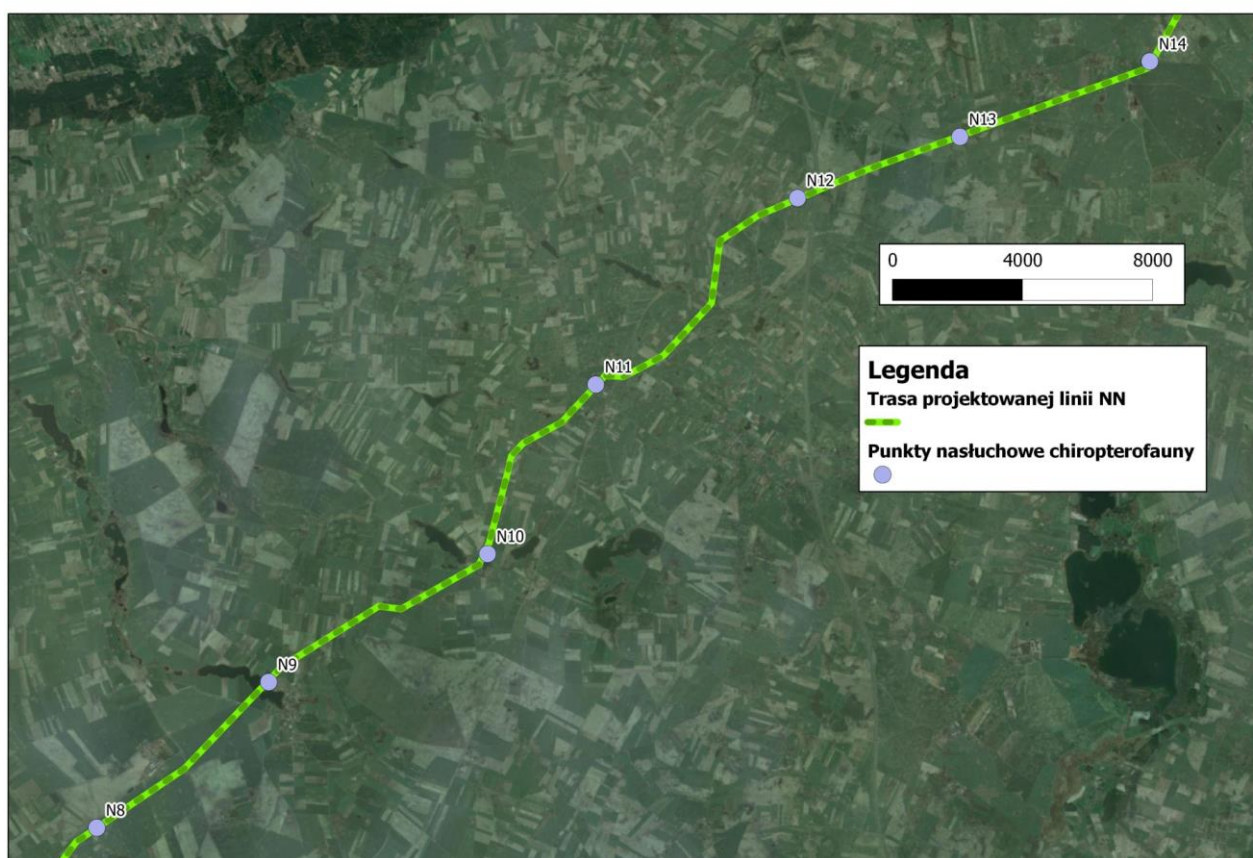 N14
N13
N12
0 4000 8000
N11
Legenda
Trasa projektowanej linii NN
Punkty nasłuchowe chiropterofauny
N10
N9
N8